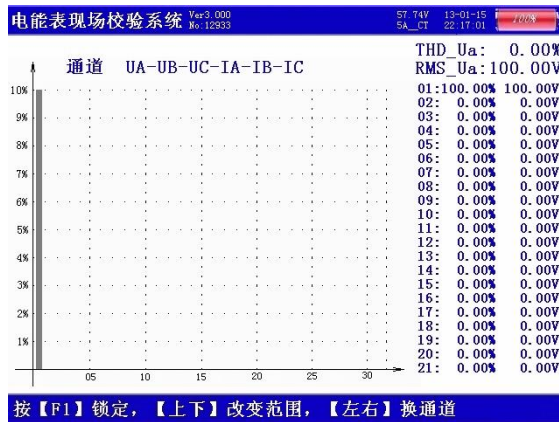 电能表现场校验系统 Ver3.000 No:12933 57.74V 5A_CT 13-01-15 22:17:01 100%
THD_Ua: 0.00%
通道 UA-UB-UC-IA-IB-IC
RMS_Ua:100.00V
10%
9%
8%
7%
6%
5%
4%
3%
2%
1%
05 10 15 20 25 30
01:100.00% 100.00V
02: 0.00% 0.00V
03: 0.00% 0.00V
04: 0.00% 0.00V
05: 0.00% 0.00V
06: 0.00% 0.00V
07: 0.00% 0.00V
08: 0.00% 0.00V
09: 0.00% 0.00V
10: 0.00% 0.00V
11: 0.00% 0.00V
12: 0.00% 0.00V
13: 0.00% 0.00V
14: 0.00% 0.00V
15: 0.00% 0.00V
16: 0.00% 0.00V
17: 0.00% 0.00V
18: 0.00% 0.00V
19: 0.00% 0.00V
20: 0.00% 0.00V
21: 0.00% 0.00V
按【F1】锁定，【上下】改变范围，【左右】换通道